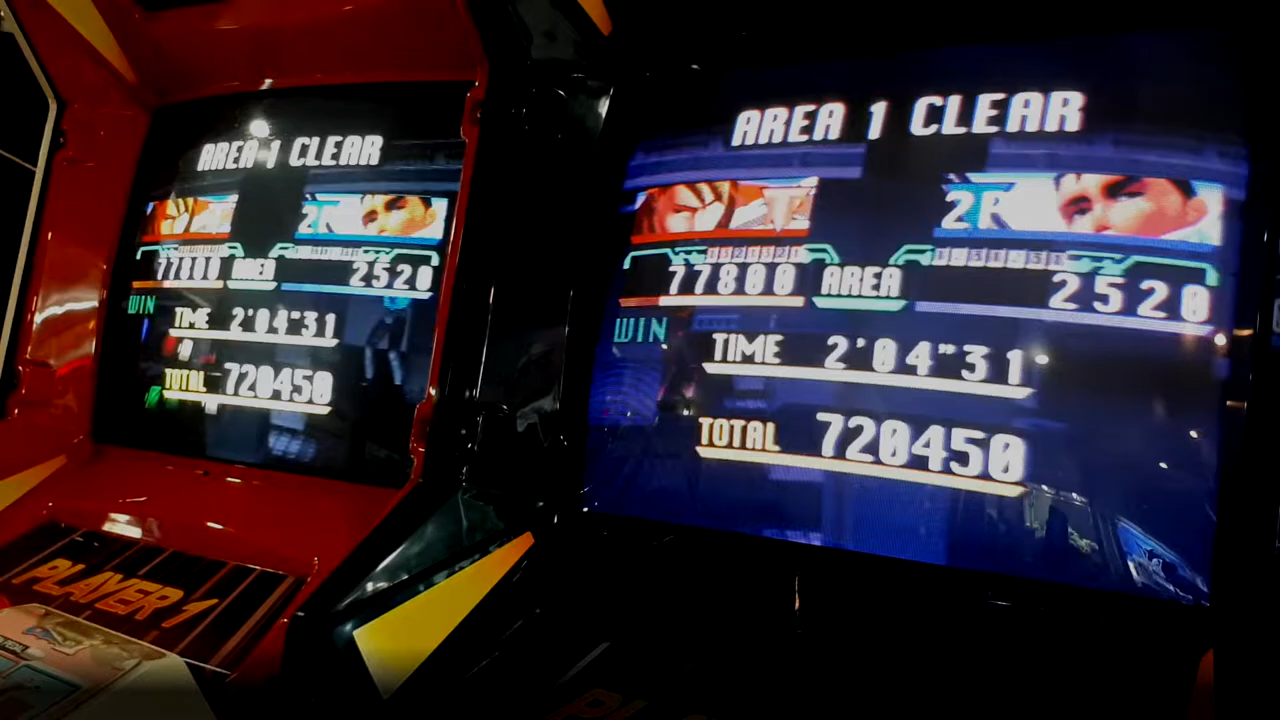 AREA 1 CLEAR
2P
77800 AREA 2520
WIN
TIME 2'04"31
TOTAL 720450
PLAYER 1
PEDAL
AREA 1 CLEAR
2P
77800 AREA 2520
WIN
TIME 2'04"31
TOTAL 720450